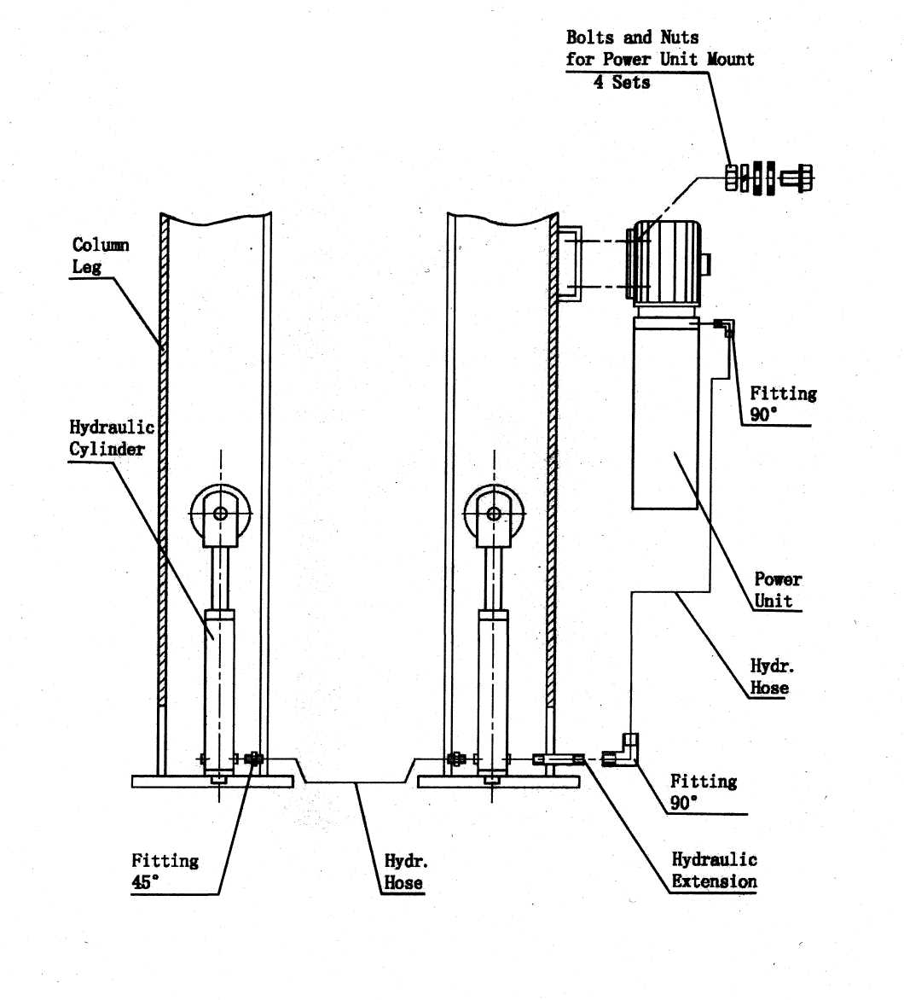 Bolts and Nuts
for Power Unit Mount
4 Sets
Column
Leg
Fitting
90°
Hydraulic
Cylinder
Power
Unit
Hydr.
Hose
Fitting
90°
Fitting
45°
Hydr.
Hose
Hydraulic
Extension